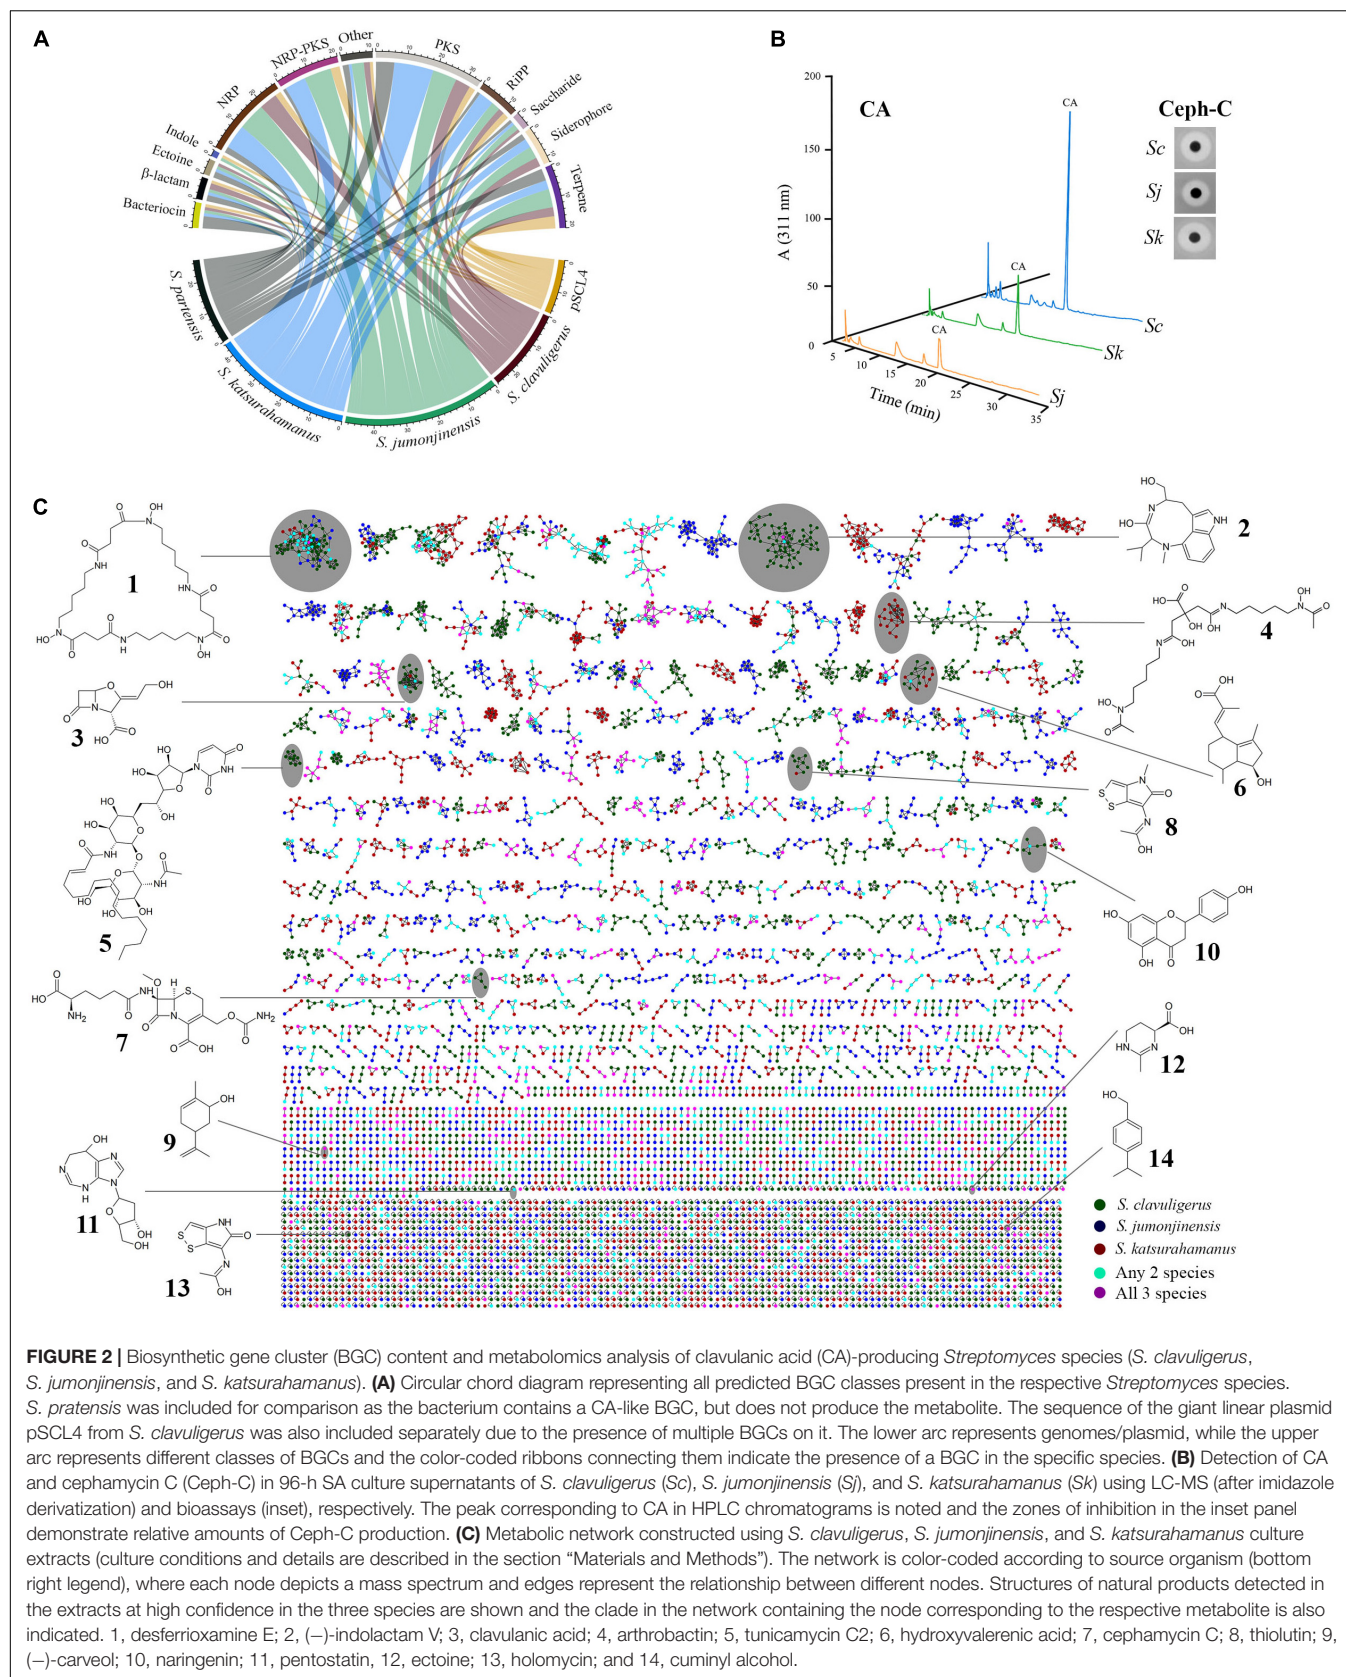 A
Bacteriocin
β-lactam
Ectoine
Indole
NRP
NRP-PKS
Other
PKS
RiPP
Saccharide
Siderophore
Terpene
S. partensis
S. katsurahamanus
S. jumonjinensis
S. clavuligerus
pSCL4
B
CA
Ceph-C
Sc
Sj
Sk
A (311 nm)
200
150
100
50
0
5
10
15
20
25
30
35
Time (min)
CA
CA
CA
Sc
Sk
Sj
C
1
2
3
4
5
6
7
8
9
10
11
12
13
14
S. clavuligerus
S. jumonjinensis
S. katsurahamanus
Any 2 species
All 3 species
FIGURE 2 | Biosynthetic gene cluster (BGC) content and metabolomics analysis of clavulanic acid (CA)-producing Streptomyces species (S. clavuligerus,
S. jumonjinensis, and S. katsurahamanus). (A) Circular chord diagram representing all predicted BGC classes present in the respective Streptomyces species.
S. pratensis was included for comparison as the bacterium contains a CA-like BGC, but does not produce the metabolite. The sequence of the giant linear plasmid
pSCL4 from S. clavuligerus was also included separately due to the presence of multiple BGCs on it. The lower arc represents genomes/plasmid, while the upper
arc represents different classes of BGCs and the color-coded ribbons connecting them indicate the presence of a BGC in the specific species. (B) Detection of CA
and cephamycin C (Ceph-C) in 96-h SA culture supernatants of S. clavuligerus (Sc), S. jumonjinensis (Sj), and S. katsurahamanus (Sk) using LC-MS (after imidazole
derivatization) and bioassays (inset), respectively. The peak corresponding to CA in HPLC chromatograms is noted and the zones of inhibition in the inset panel
demonstrate relative amounts of Ceph-C production. (C) Metabolic network constructed using S. clavuligerus, S. jumonjinensis, and S. katsurahamanus culture
extracts (culture conditions and details are described in the section “Materials and Methods”). The network is color-coded according to source organism (bottom
right legend), where each node depicts a mass spectrum and edges represent the relationship between different nodes. Structures of natural products detected in
the extracts at high confidence in the three species are shown and the clade in the network containing the node corresponding to the respective metabolite is also
indicated. 1, desferrioxamine E; 2, (−)-indolactam V; 3, clavulanic acid; 4, arthrobactin; 5, tunicamycin C2; 6, hydroxyvalerenic acid; 7, cephamycin C; 8, thiolutin; 9,
(−)-carveol; 10, naringenin; 11, pentostatin, 12, ectoine; 13, holomycin; and 14, cuminyl alcohol.